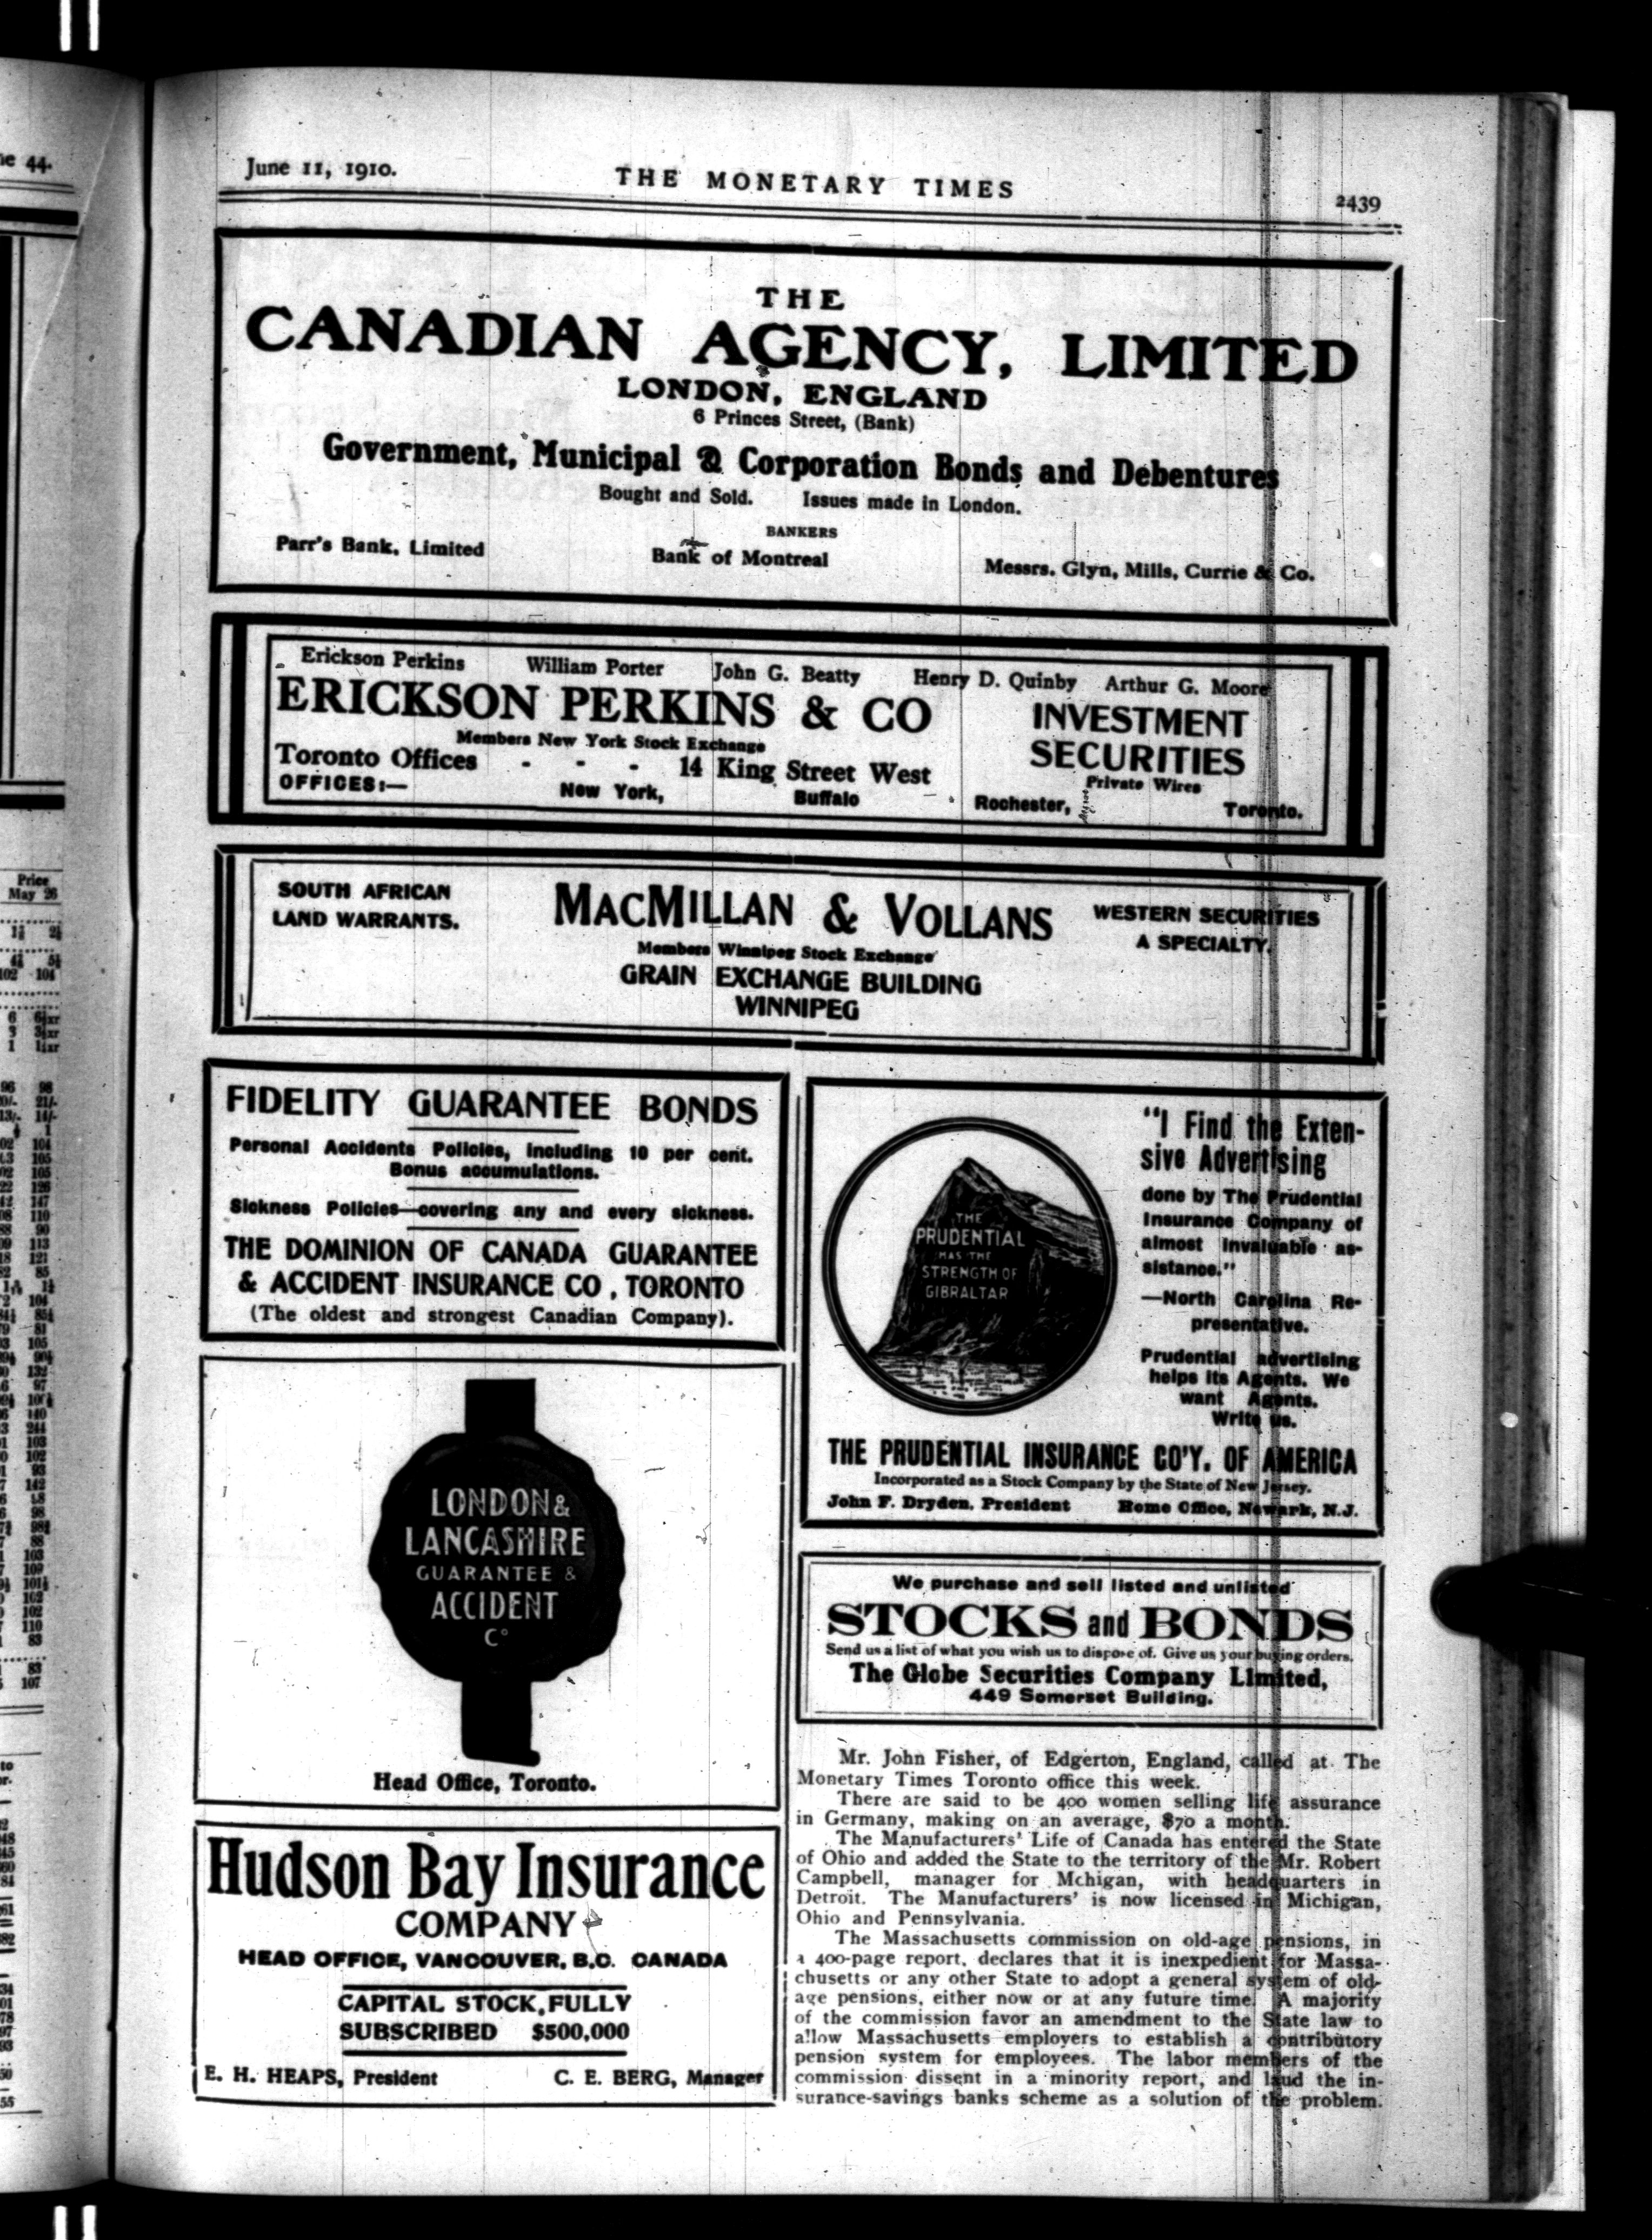 June 11, 1910.
THE MONETARY TIMES
2439
THE
CANADIAN AGENCY, LIMITED
LONDON, ENGLAND
6 Princes Street, (Bank)
Government, Municipal & Corporation Bonds and Debentures
Bought and Sold. Issues made in London.
BANKERS
Parr's Bank, Limited
Bank of Montreal
Messrs. Glyn, Mills, Currie & Co.
Erickson Perkins William Porter John G. Beatty Henry D. Quinby Arthur G. Moore
ERICKSON PERKINS & CO
Members New York Stock Exchange
Toronto Offices - - - 14 King Street West
INVESTMENT
SECURITIES
Private Wires
OFFICES:— New York, Buffalo Rochester, Toronto.
SOUTH AFRICAN
LAND WARRANTS.
MACMILLAN & VOLLANS
Members Winnipeg Stock Exchange
GRAIN EXCHANGE BUILDING
WINNIPEG
WESTERN SECURITIES
A SPECIALTY.
FIDELITY GUARANTEE BONDS
Personal Accidents Policies, including 10 per cent.
Bonus accumulations.
Sickness Policies—covering any and every sickness.
THE DOMINION OF CANADA GUARANTEE
& ACCIDENT INSURANCE CO, TORONTO
(The oldest and strongest Canadian Company).
LONDON &
LANCASHIRE
GUARANTEE &
ACCIDENT
Co
Head Office, Toronto.
Hudson Bay Insurance
COMPANY
HEAD OFFICE, VANCOUVER, B.C. CANADA
CAPITAL STOCK, FULLY
SUBSCRIBED $500,000
E. H. HEAPS, President C. E. BERG, Manager
THE
PRUDENTIAL
HAS THE
STRENGTH OF
GIBRALTAR
"I Find the Exten-
sive Advertising
done by The Prudential
Insurance Company of
almost invaluable as-
sistance."
—North Carolina Re-
presentative.
Prudential advertising
helps its Agents. We
want Agents.
Write us.
THE PRUDENTIAL INSURANCE CO'Y. OF AMERICA
Incorporated as a Stock Company by the State of New Jersey.
John F. Dryden, President Home Office, Newark, N.J.
We purchase and sell listed and unlisted
STOCKS and BONDS
Send us a list of what you wish us to dispose of. Give us your buying orders.
The Globe Securities Company Limited,
449 Somerset Building.
Mr. John Fisher, of Edgerton, England, called at The
Monetary Times Toronto office this week.
There are said to be 400 women selling life assurance
in Germany, making on an average, $70 a month.
The Manufacturers' Life of Canada has entered the State
of Ohio and added the State to the territory of the Mr. Robert
Campbell, manager for Mchigan, with headquarters in
Detroit. The Manufacturers' is now licensed in Michigan,
Ohio and Pennsylvania.
The Massachusetts commission on old-age pensions, in
a 400-page report, declares that it is inexpedient for Massa-
chusetts or any other State to adopt a general system of old-
age pensions, either now or at any future time. A majority
of the commission favor an amendment to the State law to
allow Massachusetts employers to establish a contributory
pension system for employees. The labor members of the
commission dissent in a minority report, and laud the in-
surance-savings banks scheme as a solution of the problem.